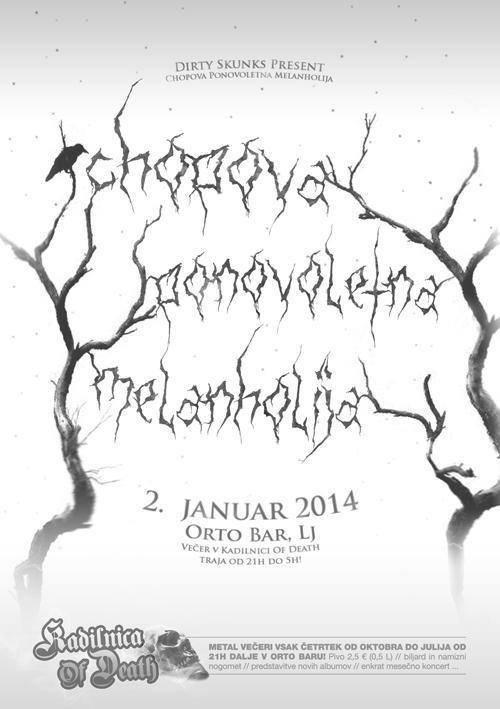 Dirty Skunks Present
Chopova Ponovoletna Melanholija
chopova
ponovoletna
melanholija
2. januar 2014
Orto Bar, Lj
Večer v Kadilnici Of Death
traja od 21h do 5h!
Kadilnica
Of Death
METAL VEČERI VSAK ČETRTEK OD OKTOBRA DO JULIJA OD
21H DALJE V ORTO BARU! Pivo 2,5 € (0,5 L) // biljard in namizni
nogomet // predstavitve novih albumov // enkrat mesečno koncert ...